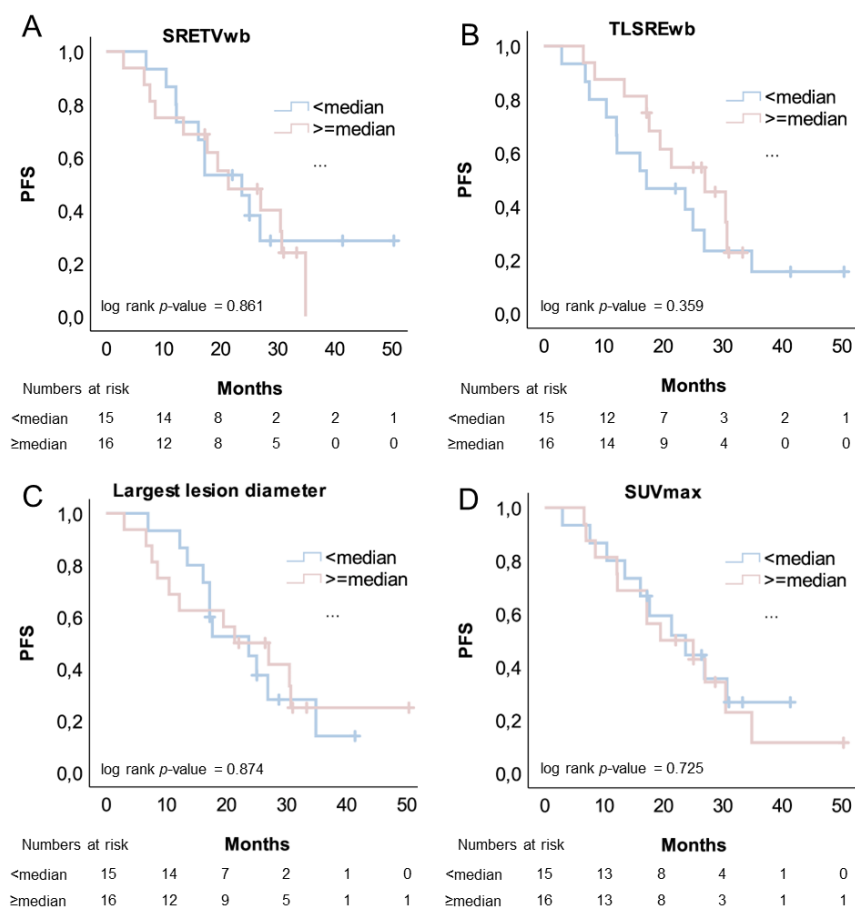 A
SRETVwb
1,0
0,8
0,6
0,4
0,2
0,0
PFS
<median
>=median
...
log rank p-value = 0.861
0 10 20 30 40 50
Numbers at risk Months
<median 15 14 8 2 2 1
≥median 16 12 8 5 0 0
B
TLSREwb
1,0
0,8
0,6
0,4
0,2
0,0
PFS
<median
>=median
...
log rank p-value = 0.359
0 10 20 30 40 50
Numbers at risk Months
<median 15 12 7 3 2 1
≥median 16 14 9 4 0 0
C
Largest lesion diameter
1,0
0,8
0,6
0,4
0,2
0,0
PFS
<median
>=median
...
log rank p-value = 0.874
0 10 20 30 40 50
Numbers at risk Months
<median 15 14 7 2 1 0
≥median 16 12 9 5 1 1
D
SUVmax
1,0
0,8
0,6
0,4
0,2
0,0
PFS
<median
>=median
...
log rank p-value = 0.725
0 10 20 30 40 50
Numbers at risk Months
<median 15 13 8 4 1 0
≥median 16 13 8 3 1 1